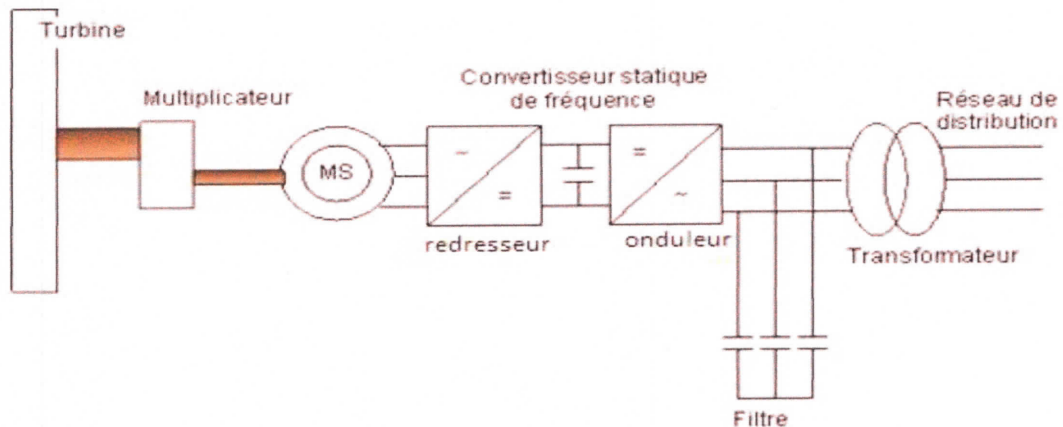 Turbine
Multiplicateur
MS
Convertisseur statique
de fréquence
~
=
redresseur
=
~
onduleur
Réseau de
distribution
Transformateur
Filtre